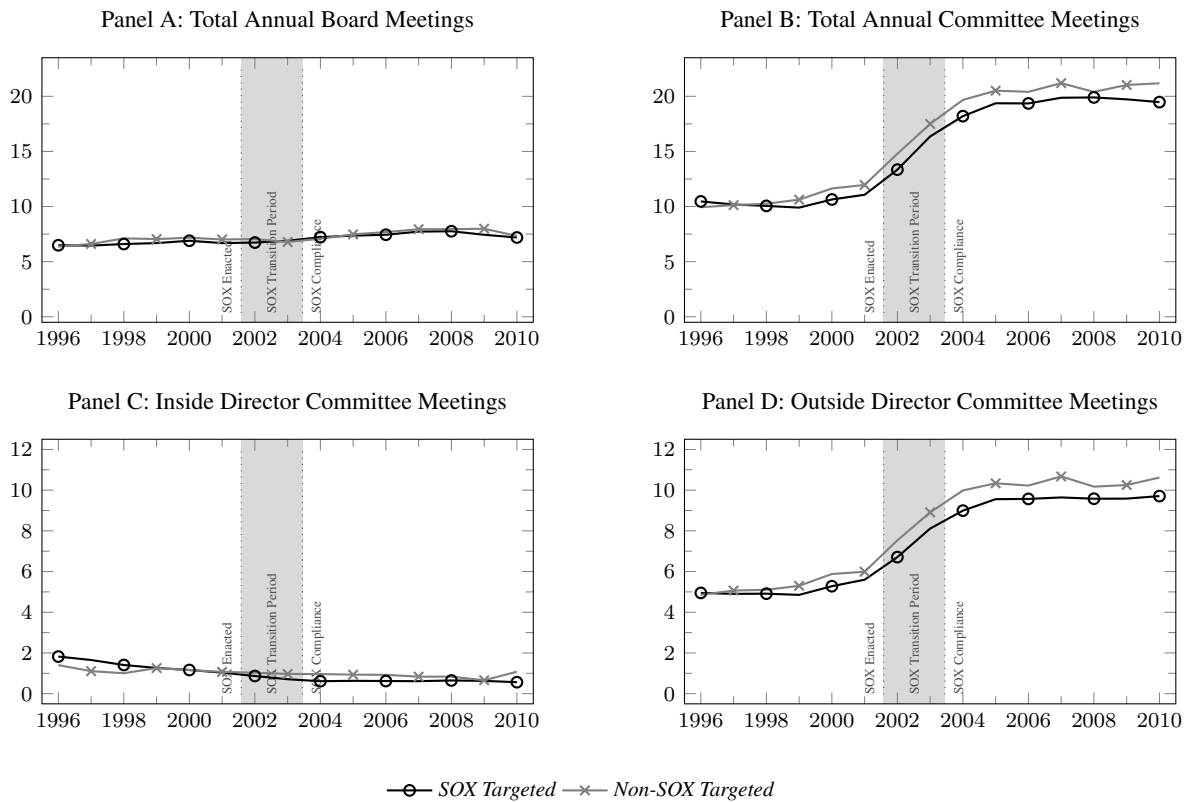 Panel A: Total Annual Board Meetings
20
15
10
5
0
SOX Enacted
SOX Transition Period
SOX Compliance
1996 1998 2000 2002 2004 2006 2008 2010
Panel B: Total Annual Committee Meetings
20
15
10
5
0
SOX Enacted
SOX Transition Period
SOX Compliance
1996 1998 2000 2002 2004 2006 2008 2010
Panel C: Inside Director Committee Meetings
12
10
8
6
4
2
0
SOX Enacted
SOX Transition Period
SOX Compliance
1996 1998 2000 2002 2004 2006 2008 2010
Panel D: Outside Director Committee Meetings
12
10
8
6
4
2
0
SOX Enacted
SOX Transition Period
SOX Compliance
1996 1998 2000 2002 2004 2006 2008 2010
SOX Targeted Non-SOX Targeted